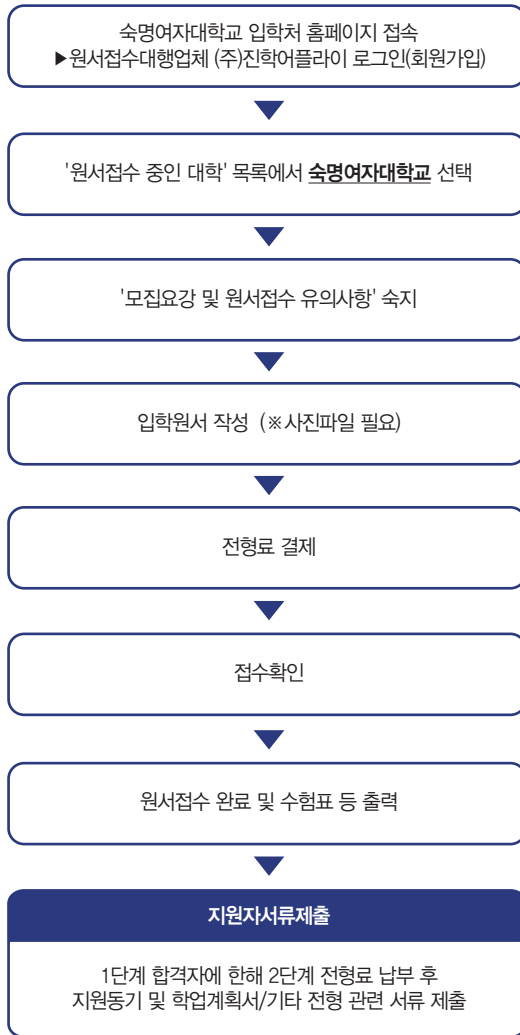 숙명여자대학교 입학처 홈페이지 접속
▶원서접수대행업체 (주)진학어플라이 로그인(회원가입)
'원서접수 중인 대학' 목록에서 숙명여자대학교 선택
'모집요강 및 원서접수 유의사항' 숙지
입학원서 작성 (※사진파일 필요)
전형료 결제
접수확인
원서접수 완료 및 수험표 등 출력
지원자서류제출
1단계 합격자에 한해 2단계 전형료 납부 후
지원동기 및 학업계획서/기타 전형 관련 서류 제출